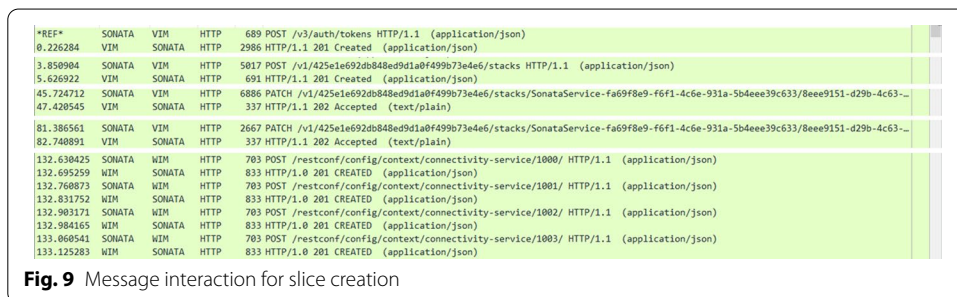 *REF* SONATA VIM HTTP 689 POST /v3/auth/tokens HTTP/1.1 (application/json)
0.226284 VIM SONATA HTTP 2986 HTTP/1.1 201 Created (application/json)
3.850904 SONATA VIM HTTP 5017 POST /v1/425e1e692db848ed9d1a0f499b73e4e6/stacks HTTP/1.1 (application/json)
5.626922 VIM SONATA HTTP 691 HTTP/1.1 201 Created (application/json)
45.724712 SONATA VIM HTTP 6886 PATCH /v1/425e1e692db848ed9d1a0f499b73e4e6/stacks/SonataService-fa69f8e9-f6f1-4c6e-931a-5b4eee39c633/8eee9151-d29b-4c63-…
47.420545 VIM SONATA HTTP 337 HTTP/1.1 202 Accepted (text/plain)
81.386561 SONATA VIM HTTP 2667 PATCH /v1/425e1e692db848ed9d1a0f499b73e4e6/stacks/SonataService-fa69f8e9-f6f1-4c6e-931a-5b4eee39c633/8eee9151-d29b-4c63-…
82.740891 VIM SONATA HTTP 337 HTTP/1.1 202 Accepted (text/plain)
132.630425 SONATA WIM HTTP 703 POST /restconf/config/context/connectivity-service/1000/ HTTP/1.1 (application/json)
132.695259 WIM SONATA HTTP 833 HTTP/1.0 201 CREATED (application/json)
132.760873 SONATA WIM HTTP 703 POST /restconf/config/context/connectivity-service/1001/ HTTP/1.1 (application/json)
132.831752 WIM SONATA HTTP 833 HTTP/1.0 201 CREATED (application/json)
132.903171 SONATA WIM HTTP 703 POST /restconf/config/context/connectivity-service/1002/ HTTP/1.1 (application/json)
132.984165 WIM SONATA HTTP 833 HTTP/1.0 201 CREATED (application/json)
133.060541 SONATA WIM HTTP 703 POST /restconf/config/context/connectivity-service/1003/ HTTP/1.1 (application/json)
133.125283 WIM SONATA HTTP 833 HTTP/1.0 201 CREATED (application/json)
Fig. 9 Message interaction for slice creation